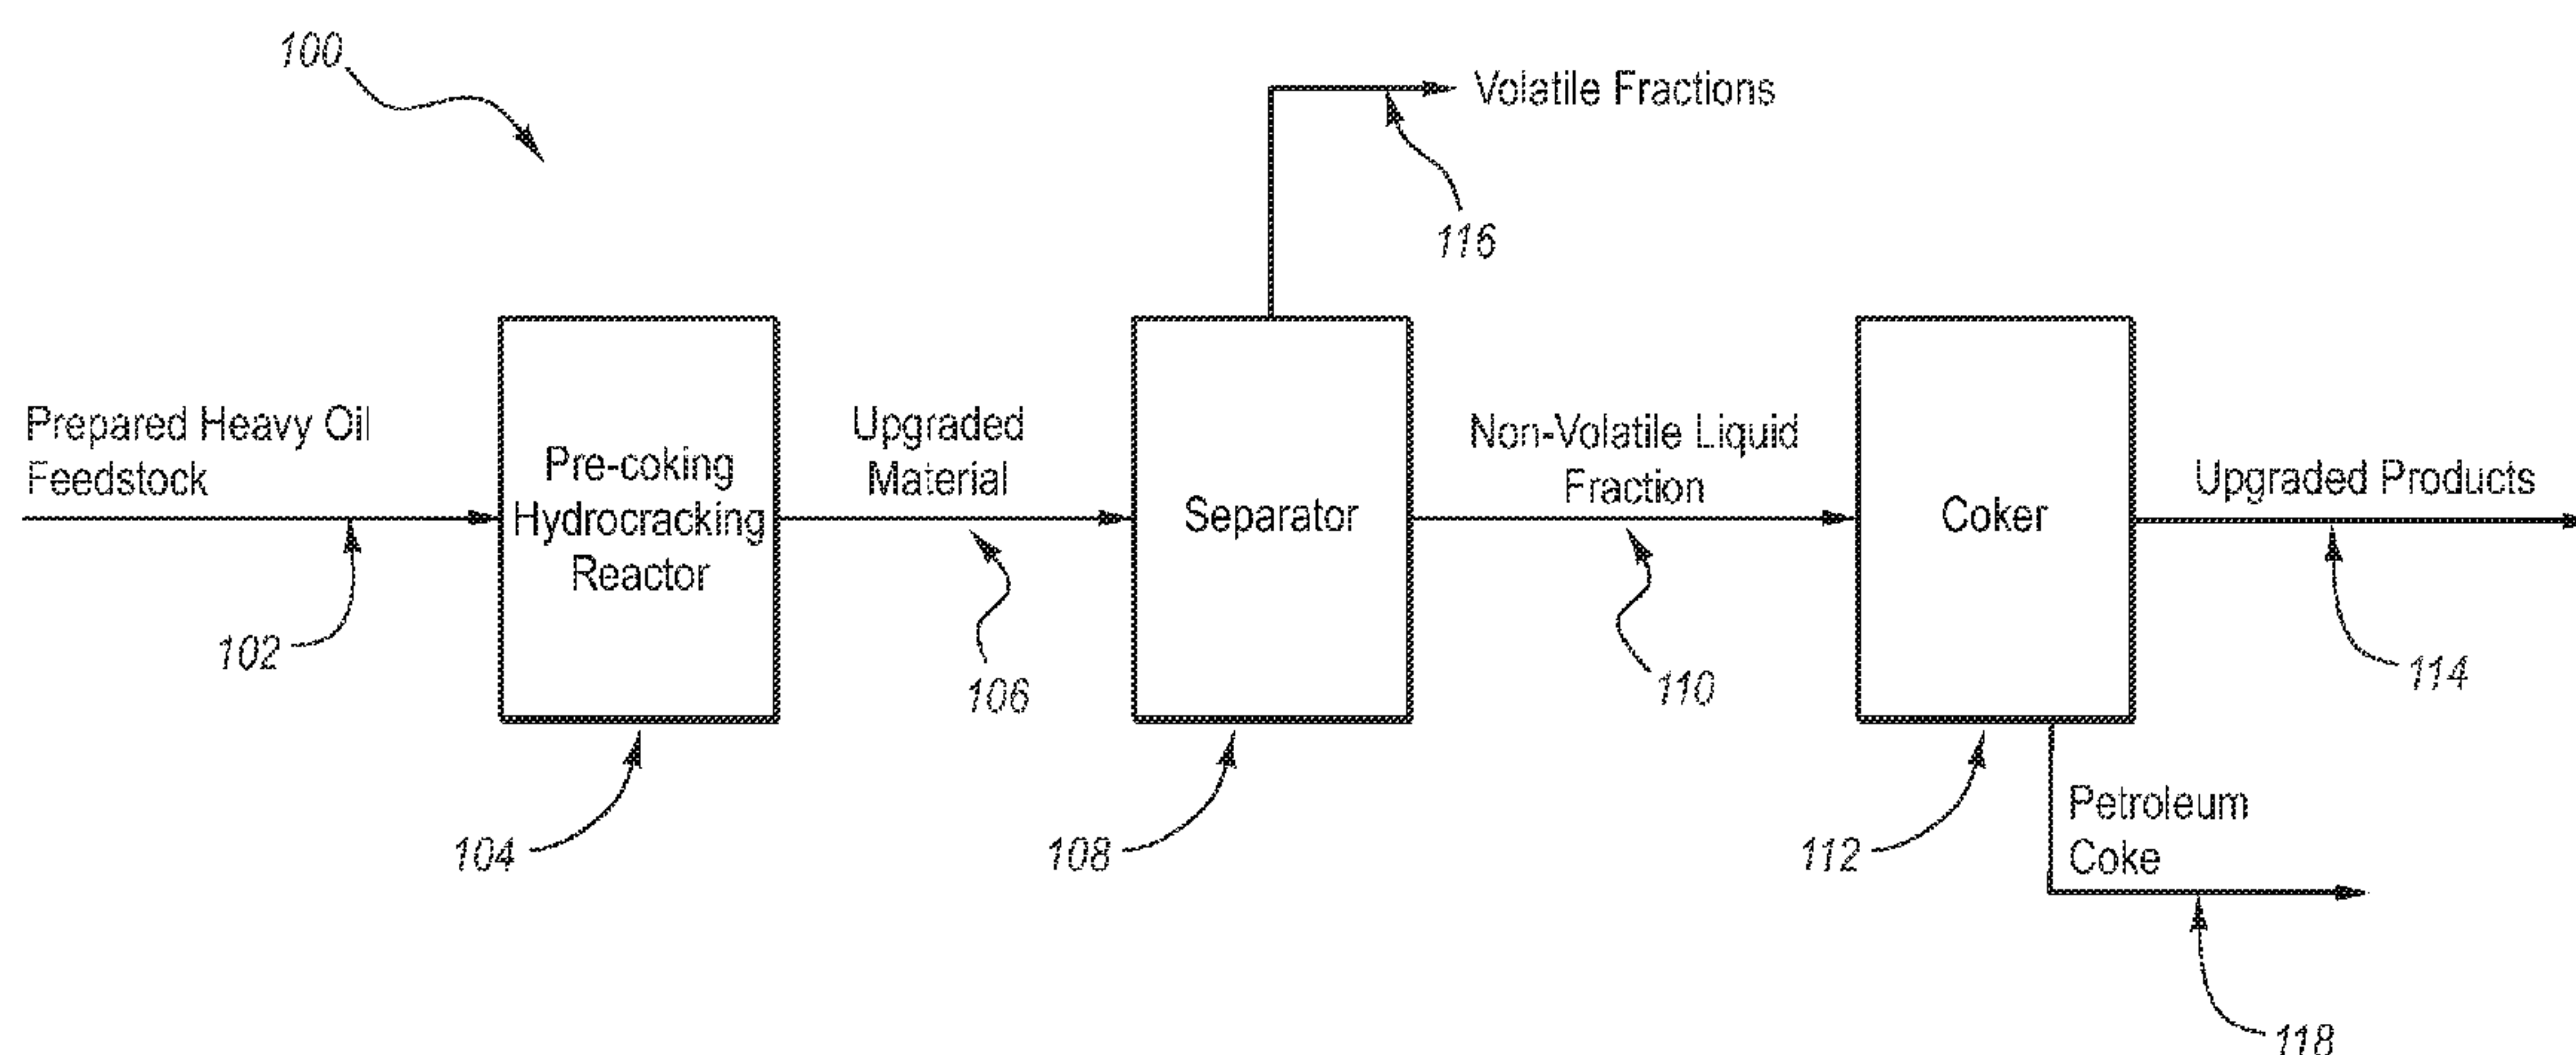 100
Volatile Fractions
116
Prepared Heavy Oil
Feedstock
102
Pre-coking
Hydrocracking
Reactor
104
Upgraded
Material
106
Separator
108
Non-Volatile Liquid
Fraction
110
Coker
112
Upgraded Products
114
Petroleum
Coke
118